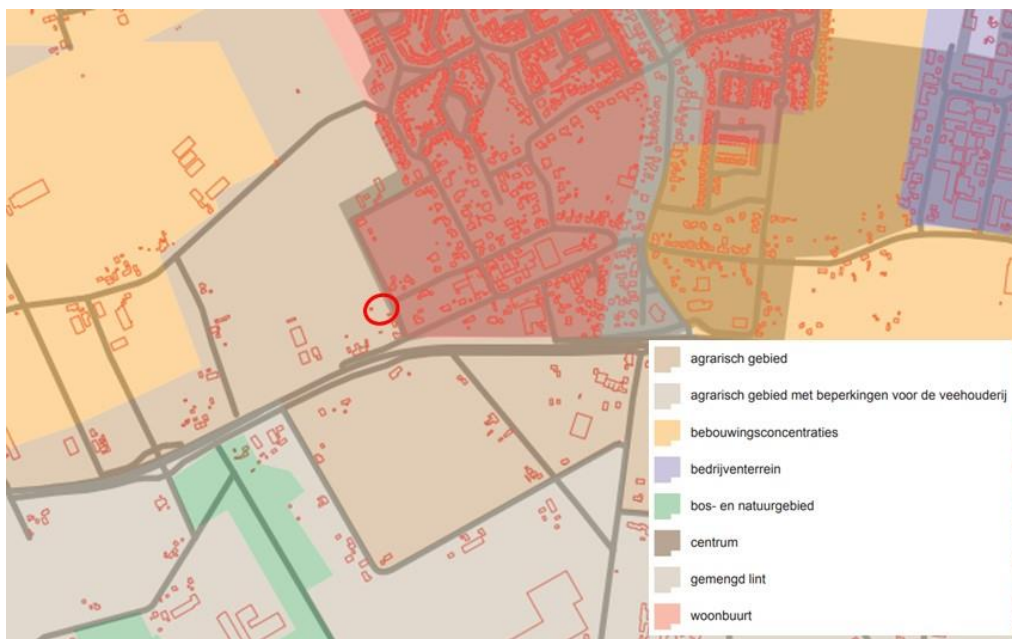 agrarisch gebied
agrarisch gebied met beperkingen voor de veehouderij
bebouwingsconcentraties
bedrijventerrein
bos- en natuurgebied
centrum
gemengd lint
woonbuurt